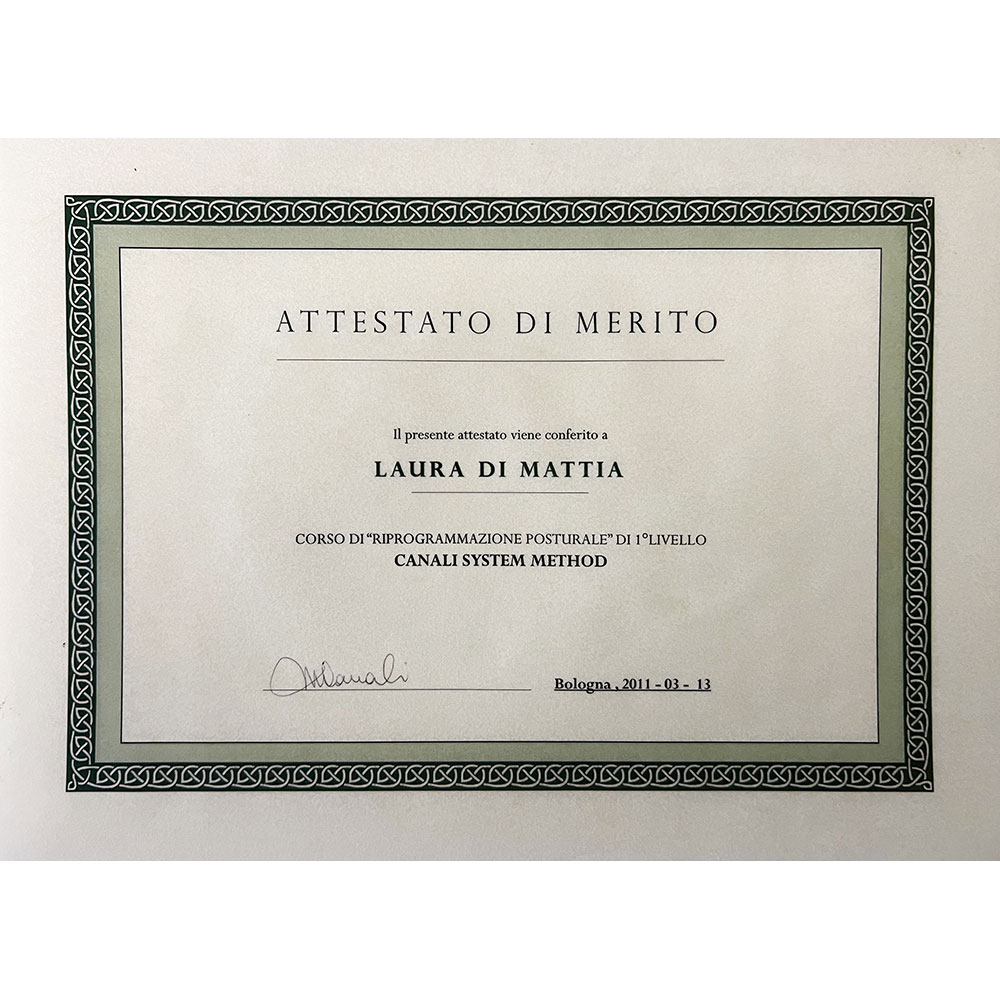 ATTESTATO DI MERITO
Il presente attestato viene conferito a
LAURA DI MATTIA
CORSO DI “RIPROGRAMMAZIONE POSTURALE” DI 1° LIVELLO
CANALI SYSTEM METHOD
Canali
Bologna , 2011 - 03 - 13